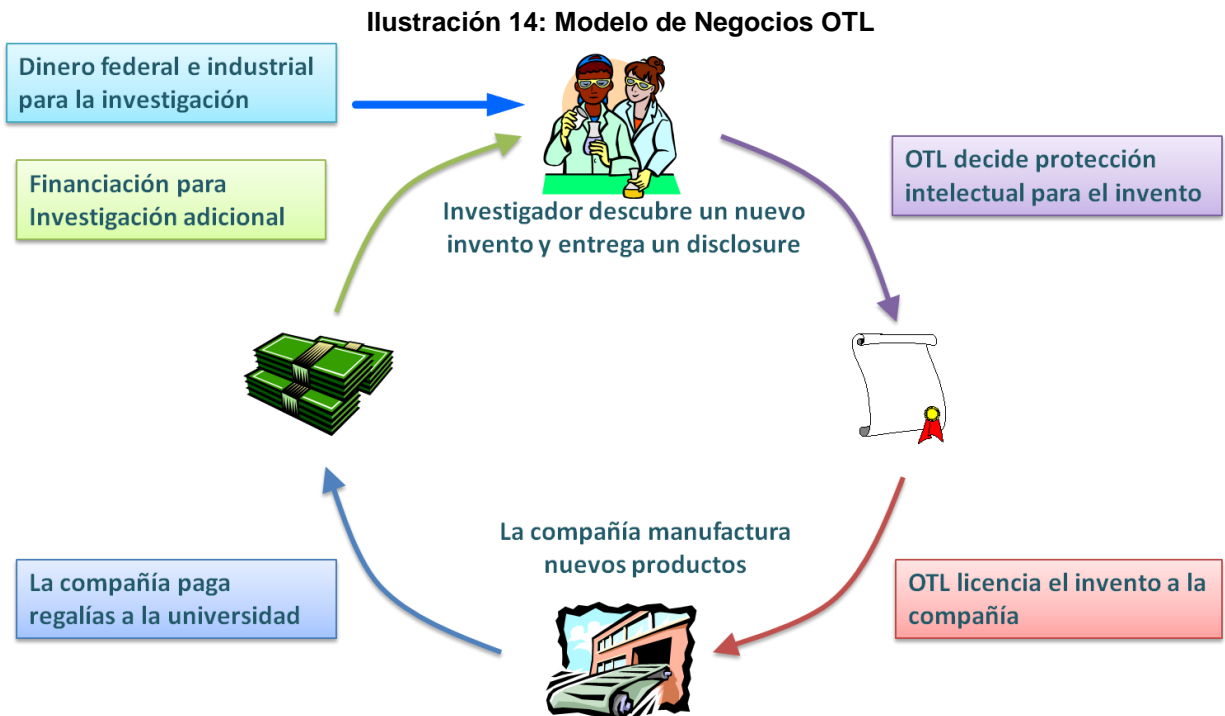 Ilustración 14: Modelo de Negocios OTL
Dinero federal e industrial
para la investigación
Financiación para
Investigación adicional
Investigador descubre un nuevo
invento y entrega un disclosure
OTL decide protección
intelectual para el invento
La compañía manufactura
nuevos productos
La compañía paga
regalías a la universidad
OTL licencia el invento a la
compañía